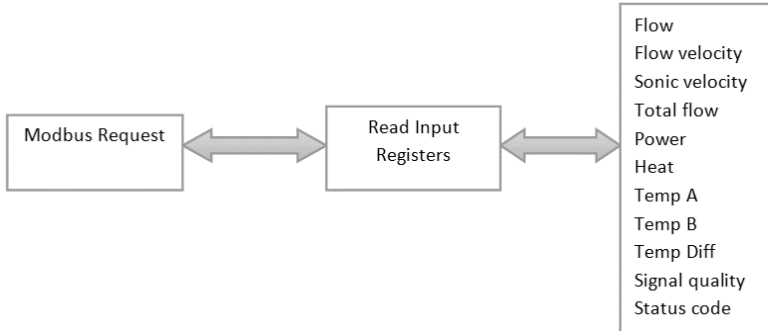 Modbus Request
Read Input
Registers
Flow
Flow velocity
Sonic velocity
Total flow
Power
Heat
Temp A
Temp B
Temp Diff
Signal quality
Status code